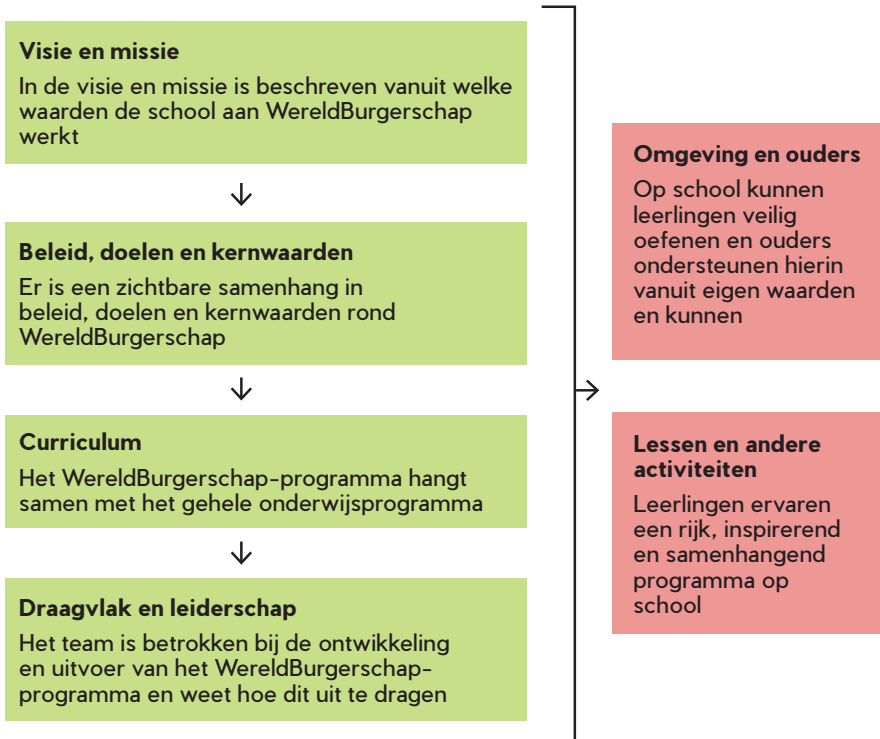 Visie en missie
In de visie en missie is beschreven vanuit welke
waarden de school aan WereldBurgerschap
werkt
Beleid, doelen en kernwaarden
Er is een zichtbare samenhang in
beleid, doelen en kernwaarden rond
WereldBurgerschap
Curriculum
Het WereldBurgerschap-programma hangt
samen met het gehele onderwijsprogramma
Draagvlak en leiderschap
Het team is betrokken bij de ontwikkeling
en uitvoer van het WereldBurgerschap-
programma en weet hoe dit uit te dragen
Omgeving en ouders
Op school kunnen
leerlingen veilig
oefenen en ouders
ondersteunen hierin
vanuit eigen waarden
en kunnen
Lessen en andere
activiteiten
Leerlingen ervaren
een rijk, inspirerend
en samenhangend
programma op
school